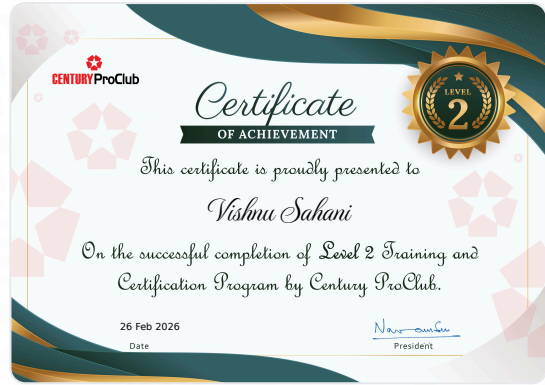 CENTURY ProClub
Certificate
OF ACHIEVEMENT
LEVEL
2
This certificate is proudly presented to
Vishnu Sahani
On the successful completion of Level 2 Training and
Certification Program by Century ProClub.
26 Feb 2026
Date
President